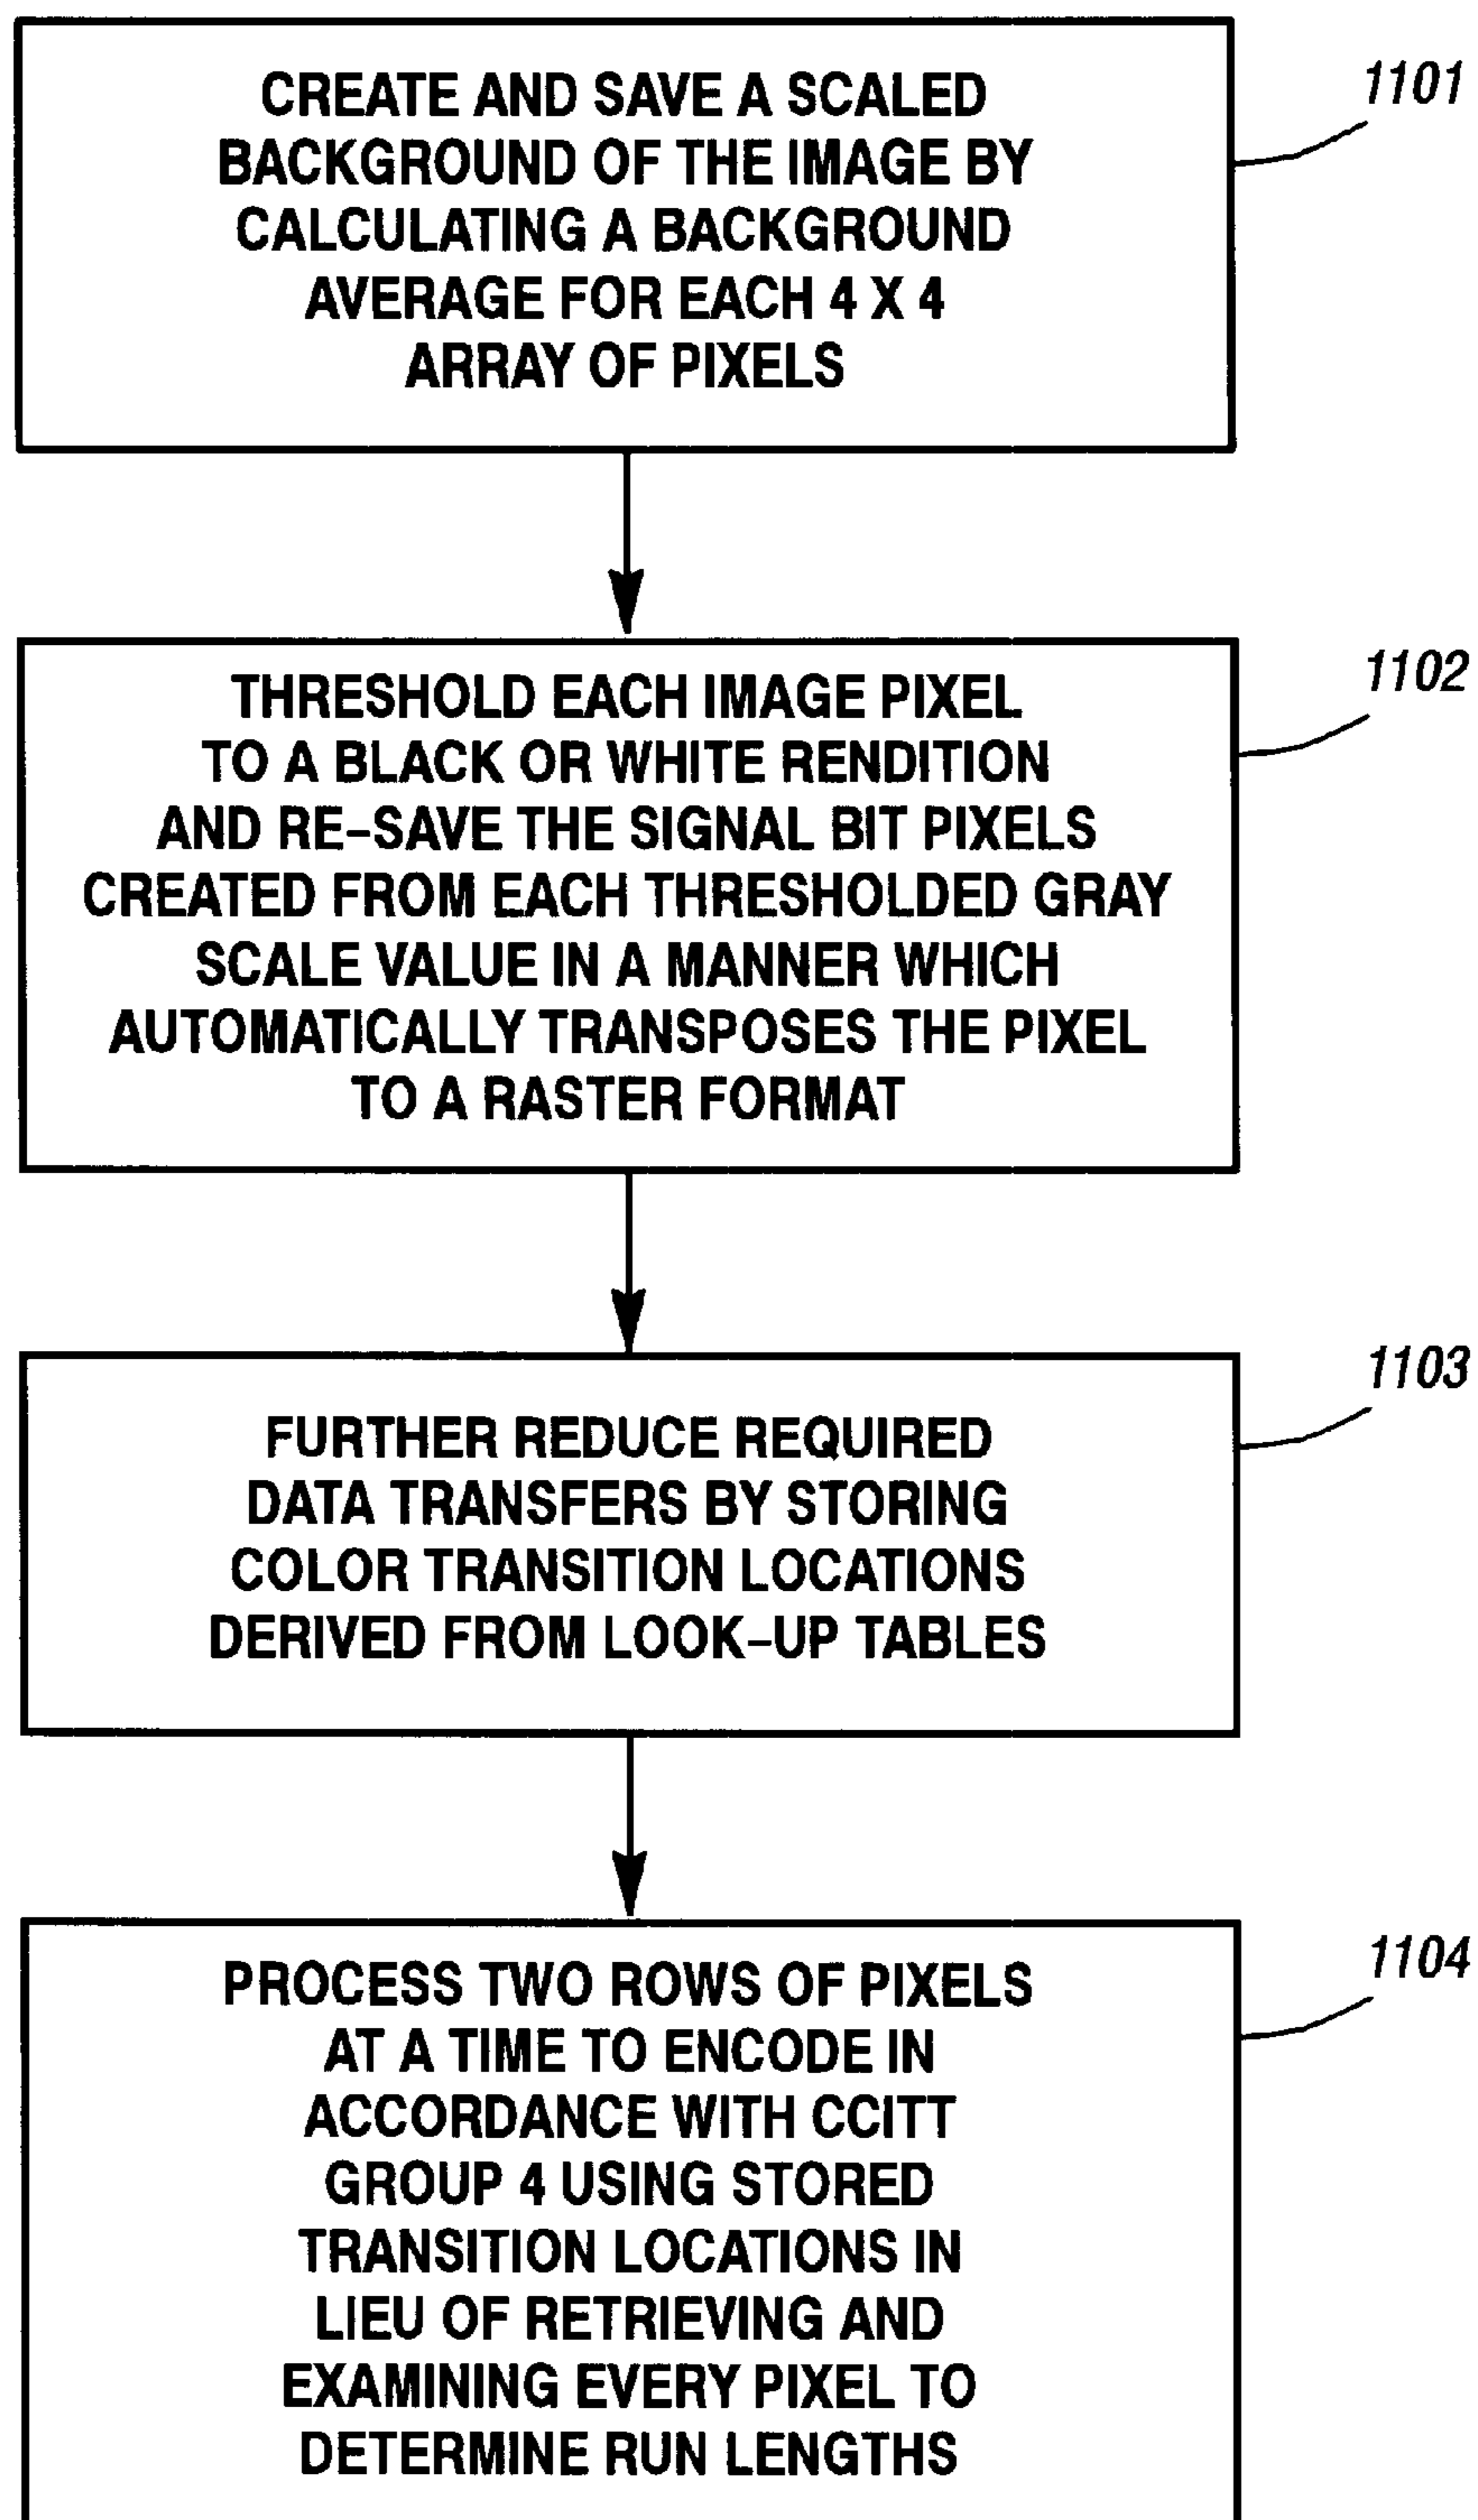 CREATE AND SAVE A SCALED
BACKGROUND OF THE IMAGE BY
CALCULATING A BACKGROUND
AVERAGE FOR EACH 4 X 4
ARRAY OF PIXELS
1101
THRESHOLD EACH IMAGE PIXEL
TO A BLACK OR WHITE RENDITION
AND RE-SAVE THE SIGNAL BIT PIXELS
CREATED FROM EACH THRESHOLDED GRAY
SCALE VALUE IN A MANNER WHICH
AUTOMATICALLY TRANSPOSES THE PIXEL
TO A RASTER FORMAT
1102
FURTHER REDUCE REQUIRED
DATA TRANSFERS BY STORING
COLOR TRANSITION LOCATIONS
DERIVED FROM LOOK-UP TABLES
1103
PROCESS TWO ROWS OF PIXELS
AT A TIME TO ENCODE IN
ACCORDANCE WITH CCITT
GROUP 4 USING STORED
TRANSITION LOCATIONS IN
LIEU OF RETRIEVING AND
EXAMINING EVERY PIXEL TO
DETERMINE RUN LENGTHS
1104